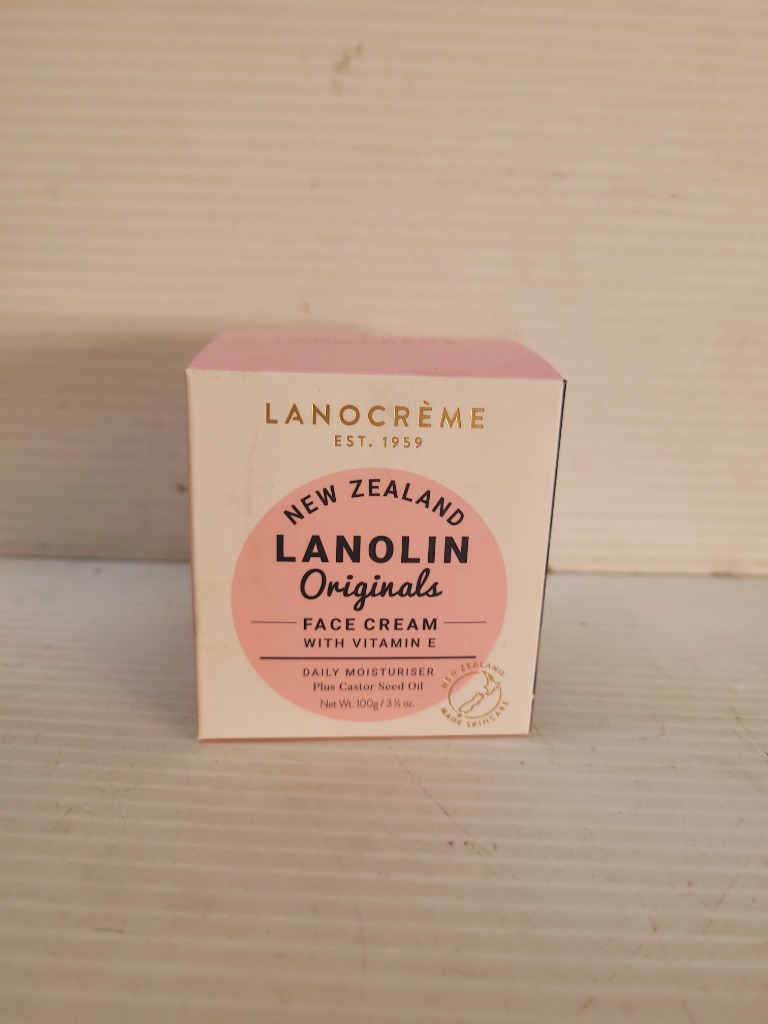 LANOCRÈME
EST. 1959
NEW ZEALAND
LANOLIN
Originals
FACE CREAM
WITH VITAMIN E
DAILY MOISTURISER
Plus Castor Seed Oil
Net Wt. 100g / 3 ½ oz.
NEW ZEALAND
MADE SKINCARE